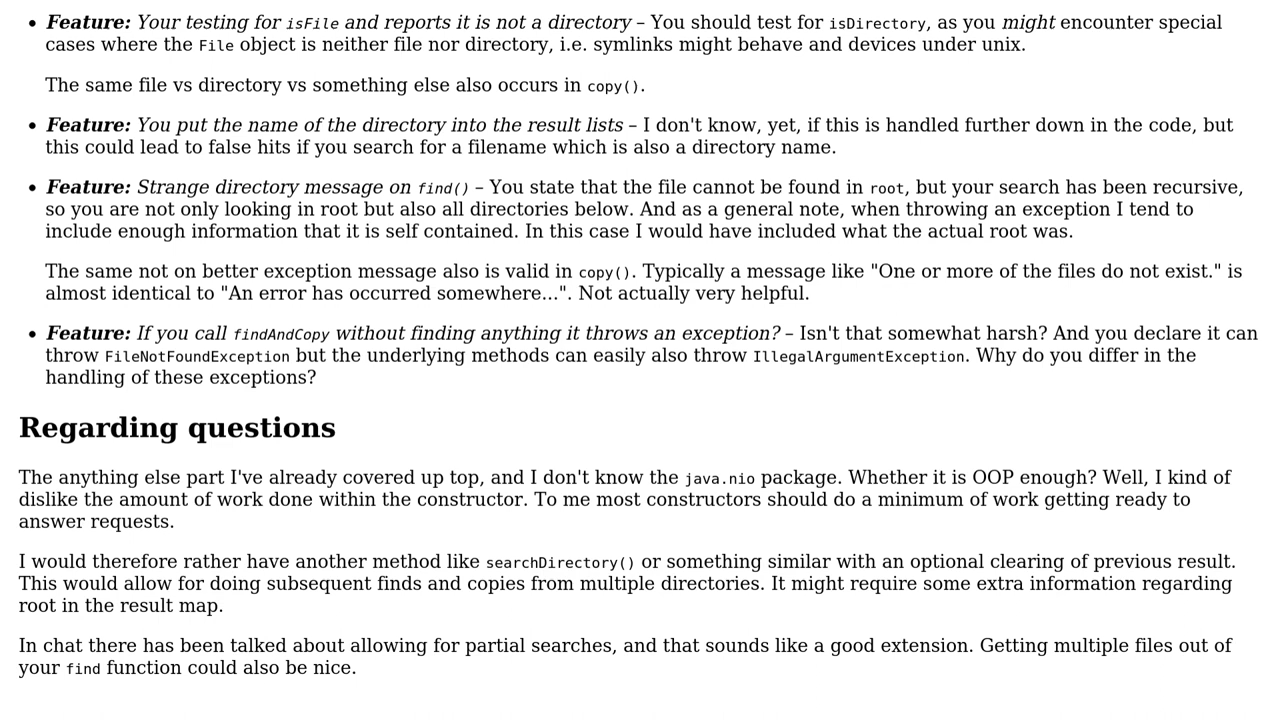 • Feature: Your testing for isFile and reports it is not a directory – You should test for isDirectory, as you might encounter special
cases where the File object is neither file nor directory, i.e. symlinks might behave and devices under unix.
The same file vs directory vs something else also occurs in copy().
• Feature: You put the name of the directory into the result lists – I don't know, yet, if this is handled further down in the code, but
this could lead to false hits if you search for a filename which is also a directory name.
• Feature: Strange directory message on find() – You state that the file cannot be found in root, but your search has been recursive,
so you are not only looking in root but also all directories below. And as a general note, when throwing an exception I tend to
include enough information that it is self contained. In this case I would have included what the actual root was.
The same not on better exception message also is valid in copy(). Typically a message like "One or more of the files do not exist." is
almost identical to "An error has occurred somewhere...". Not actually very helpful.
• Feature: If you call findAndCopy without finding anything it throws an exception? – Isn't that somewhat harsh? And you declare it can
throw FileNotFoundException but the underlying methods can easily also throw IllegalArgumentException. Why do you differ in the
handling of these exceptions?
Regarding questions
The anything else part I've already covered up top, and I don't know the java.nio package. Whether it is OOP enough? Well, I kind of
dislike the amount of work done within the constructor. To me most constructors should do a minimum of work getting ready to
answer requests.
I would therefore rather have another method like searchDirectory() or something similar with an optional clearing of previous result.
This would allow for doing subsequent finds and copies from multiple directories. It might require some extra information regarding
root in the result map.
In chat there has been talked about allowing for partial searches, and that sounds like a good extension. Getting multiple files out of
your find function could also be nice.